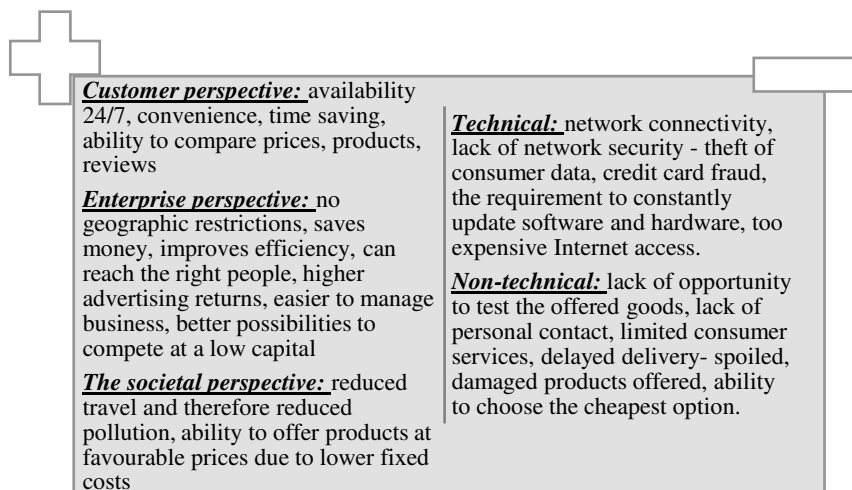 Customer perspective: availability
24/7, convenience, time saving,
ability to compare prices, products,
reviews
Enterprise perspective: no
geographic restrictions, saves
money, improves efficiency, can
reach the right people, higher
advertising returns, easier to manage
business, better possibilities to
compete at a low capital
The societal perspective: reduced
travel and therefore reduced
pollution, ability to offer products at
favourable prices due to lower fixed
costs
Technical: network connectivity,
lack of network security - theft of
consumer data, credit card fraud,
the requirement to constantly
update software and hardware, too
expensive Internet access.
Non-technical: lack of opportunity
to test the offered goods, lack of
personal contact, limited consumer
services, delayed delivery- spoiled,
damaged products offered, ability
to choose the cheapest option.